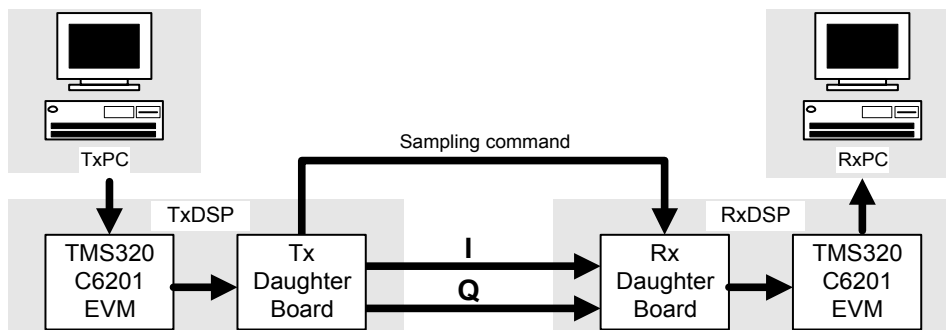 TxPC
RxPC
Sampling command
TxDSP
RxDSP
TMS320
C6201
EVM
Tx
Daughter
Board
I
Q
Rx
Daughter
Board
TMS320
C6201
EVM